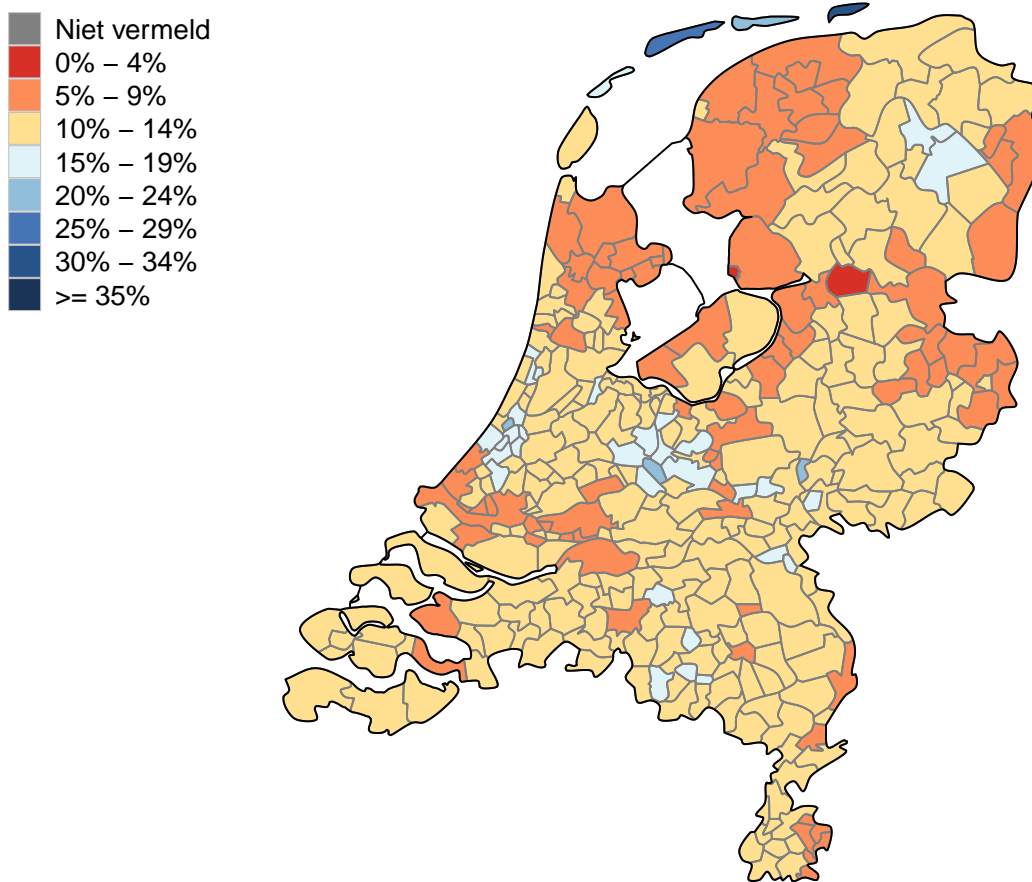 Niet vermeld
0% – 4%
5% – 9%
10% – 14%
15% – 19%
20% – 24%
25% – 29%
30% – 34%
>= 35%